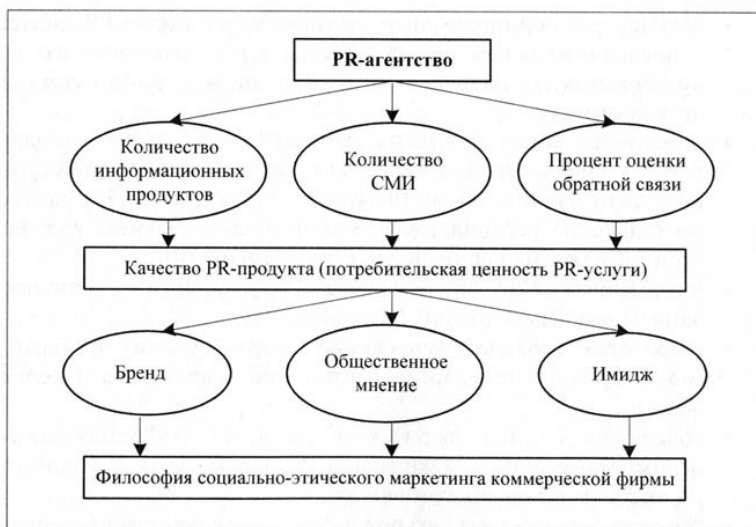 PR-агентство
Количество
информационных
продуктов
Количество
СМИ
Процент оценки
обратной связи
Качество PR-продукта (потребительская ценность PR-услуги)
Бренд
Общественное
мнение
Имидж
Философия социально-этического маркетинга коммерческой фирмы